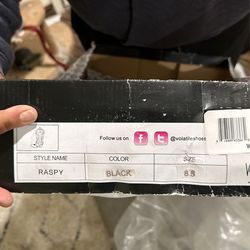 Follow us on f t @volatileshoes
STYLE NAME COLOR SIZE
RASPY BLACK 8.5